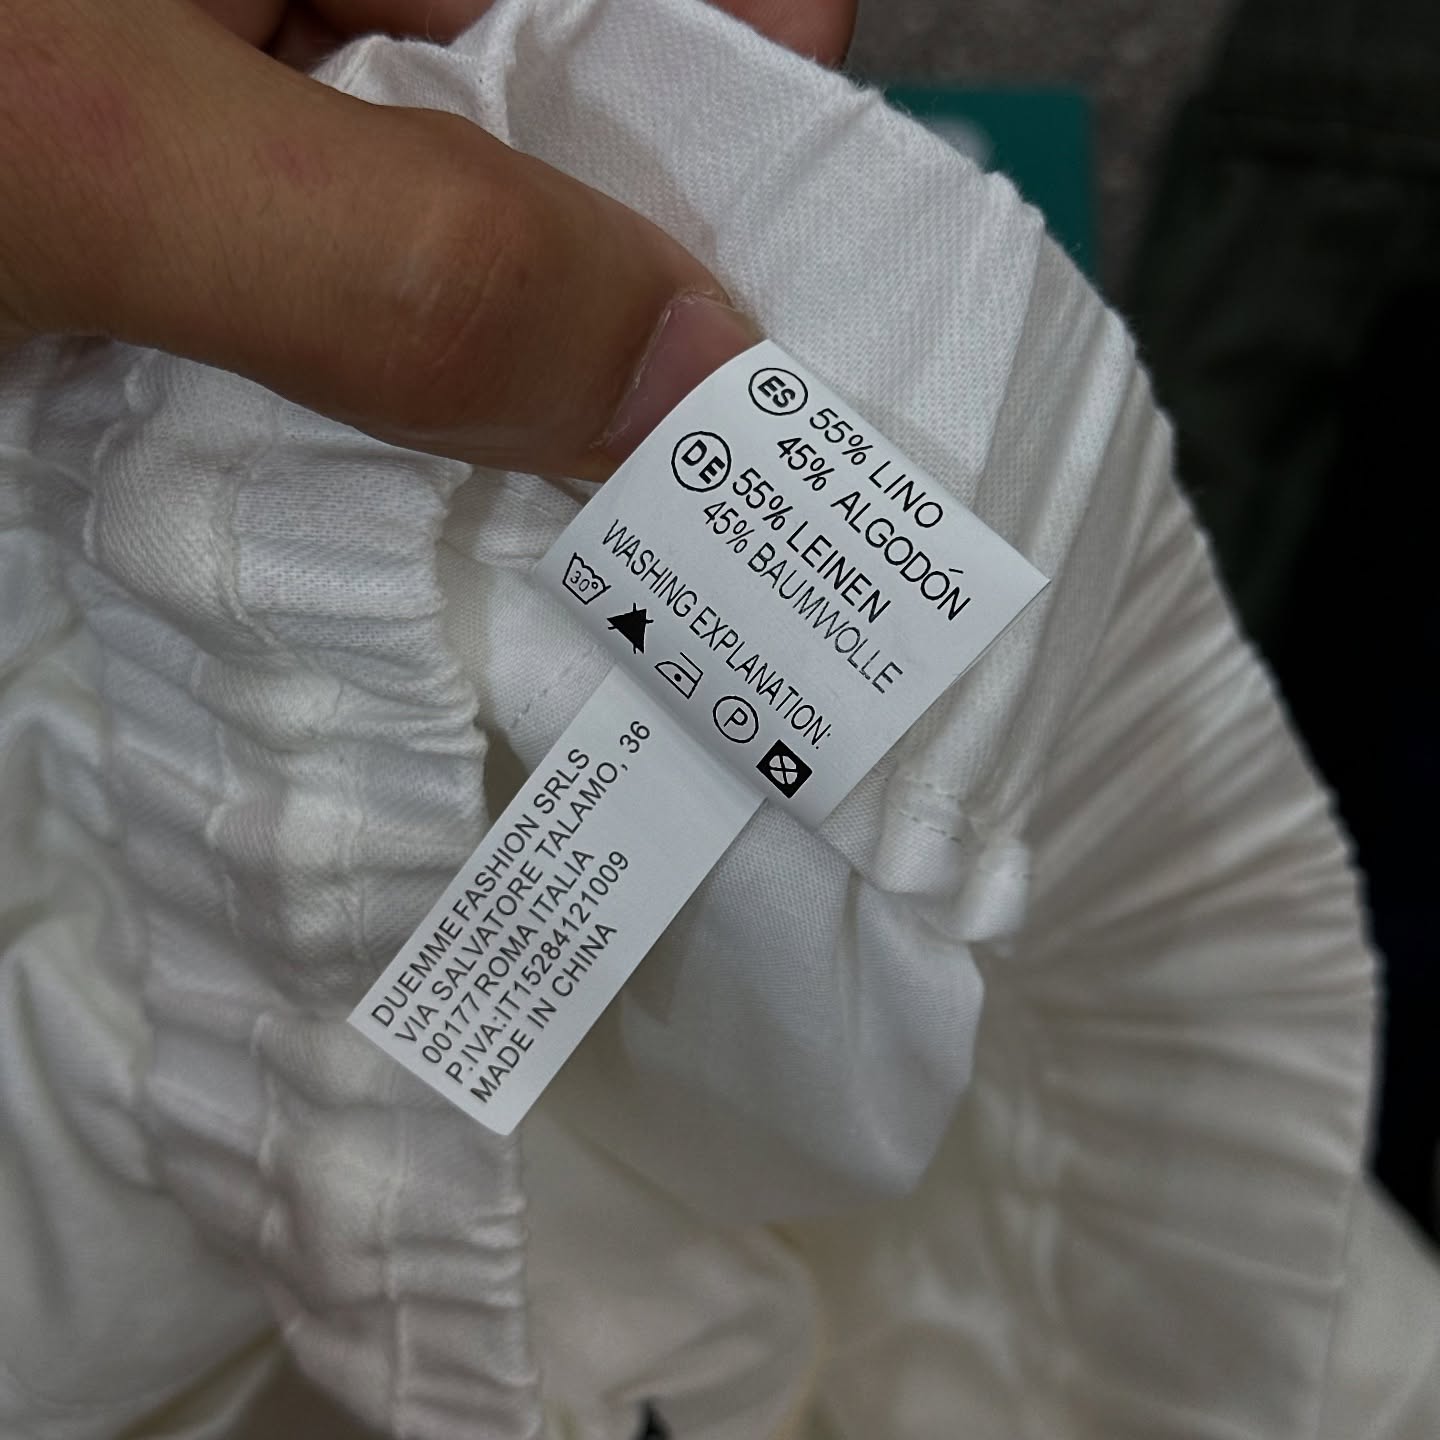 ES 55% LINO
45% ALGODÓN
DE 55% LEINEN
45% BAUMWOLLE
WASHING EXPLANATION:
30°
P
DUEMME FASHION SRLS
VIA SALVATORE TALAMO, 36
00177 ROMA ITALIA
P.IVA:IT15284121009
MADE IN CHINA